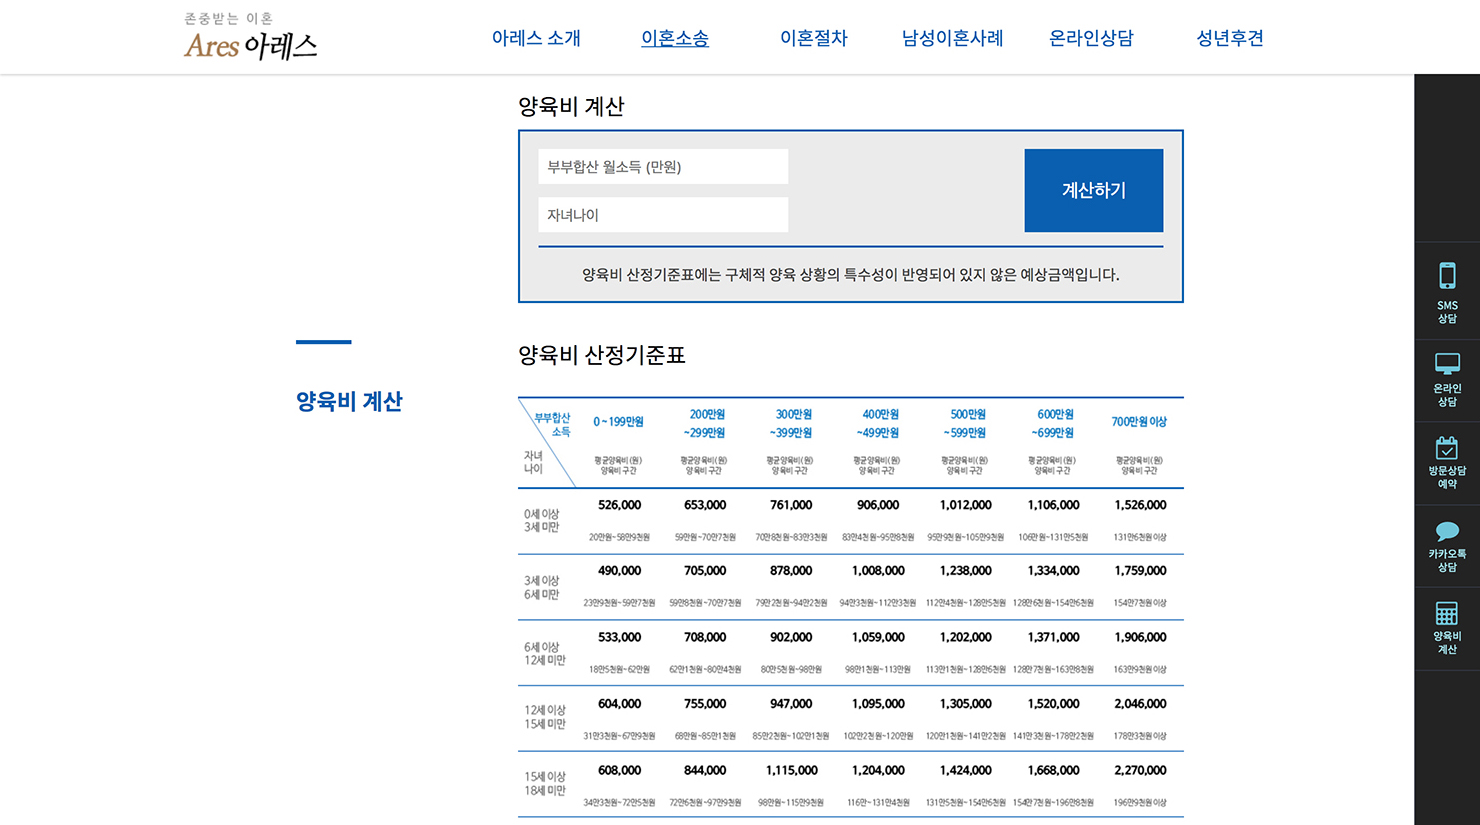 존중받는 이혼
Ares 아레스
아레스 소개 이혼소송 이혼절차 남성이혼사례 온라인상담 성년후견
양육비 계산
부부합산 월소득 (만원)
자녀나이
계산하기
양육비 산정기준표에는 구체적 양육 상황의 특수성이 반영되어 있지 않은 예상금액입니다.
양육비 계산
양육비 산정기준표
부부합산
소득
자녀
나이
0 ~ 199만원 200만원 300만원 400만원 500만원 600만원 700만원 이상
~299만원 ~399만원 ~499만원 ~599만원 ~699만원
평균양육비(원) 평균양육비(원) 평균양육비(원) 평균양육비(원) 평균양육비(원) 평균양육비(원) 평균양육비(원)
양육비 구간 양육비 구간 양육비 구간 양육비 구간 양육비 구간 양육비 구간 양육비 구간
0세 이상
3세 미만
526,000 653,000 761,000 906,000 1,012,000 1,106,000 1,526,000
20만원~58만9천원 59만원~70만7천원 70만8천원~83만3천원 83만4천원~95만8천원 95만9천원~105만9천원 106만원~131만5천원 131만6천원 이상
3세 이상
6세 미만
490,000 705,000 878,000 1,008,000 1,238,000 1,334,000 1,759,000
23만9천원~59만7천원 59만8천원~70만7천원 79만2천원~94만2천원 94만3천원~112만3천원 112만4천원~128만5천원 128만6천원~154만6천원 154만7천원 이상
6세 이상
12세 미만
533,000 708,000 902,000 1,059,000 1,202,000 1,371,000 1,906,000
18만5천원~62만원 62만1천원~80만4천원 80만5천원~98만원 98만1천원~113만원 113만1천원~128만6천원 128만7천원~163만8천원 163만9천원 이상
12세 이상
15세 미만
604,000 755,000 947,000 1,095,000 1,305,000 1,520,000 2,046,000
31만3천원~67만9천원 68만원~85만1천원 85만2천원~102만1천원 102만2천원~120만원 120만1천원~141만2천원 141만3천원~178만2천원 178만3천원 이상
15세 이상
18세 미만
608,000 844,000 1,115,000 1,204,000 1,424,000 1,668,000 2,270,000
34만3천원~72만5천원 72만6천원~97만9천원 98만원~115만9천원 116만~131만4천원 131만5천원~154만6천원 154만7천원~196만8천원 196만9천원 이상
SMS
상담
온라인
상담
방문상담
예약
카카오톡
상담
양육비
계산